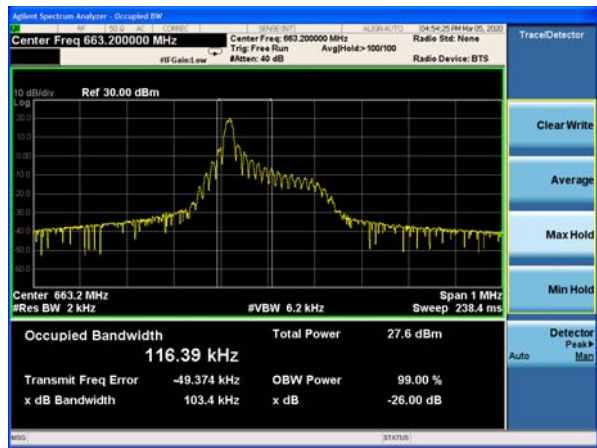 Agilent Spectrum Analyzer - Occupied BW
RF 50 Ω AC CORREC SENSE:INT ALIGN AUTO 04:54:25 PM Mar 05, 2020
Center Freq 663.200000 MHz
Center Freq: 663.200000 MHz
Radio Std: None
Trig: Free Run Avg|Hold:> 100/100
#IFGain:Low #Atten: 40 dB Radio Device: BTS
Trace/Detector
10 dB/div Ref 30.00 dBm
Log
20.0
10.0
0.00
-10.0
-20.0
-30.0
-40.0
-50.0
-60.0
Center 663.2 MHz Span 1 MHz
#Res BW 2 kHz #VBW 6.2 kHz Sweep 238.4 ms
Occupied Bandwidth Total Power 27.6 dBm
116.39 kHz
Transmit Freq Error -49.374 kHz OBW Power 99.00 %
x dB Bandwidth 103.4 kHz x dB -26.00 dB
Clear Write
Average
Max Hold
Min Hold
Detector
Peak▶
Auto Man
MSG STATUS